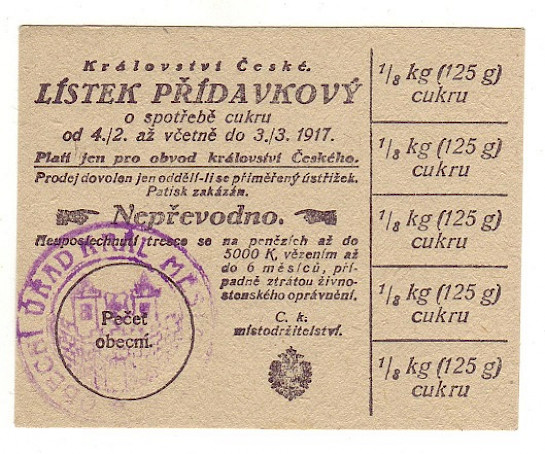 Království České.
LÍSTEK PŘÍDAVKOVÝ
o spotřebě cukru
od 4./2. až včetně do 3./3. 1917.
Platí jen pro obvod království Českého.
Prodej dovolen jen oddělí-li se přiměřený ústřižek.
Patisk zakázán.
Nepřevodno.
Neuposlechnutí tresce se na penězích až do
5000 K, vězením až
do 6 měsíců, pří-
padně ztrátou živno-
stenského oprávnění.
C. k.
místodržitelství.
Pečeť
obecní.
OBECNÍ ÚŘAD KRÁL. MĚS
1/8 kg (125 g)
cukru
1/8 kg (125 g)
cukru
1/8 kg (125 g)
cukru
1/8 kg (125 g)
cukru
1/8 kg (125 g)
cukru